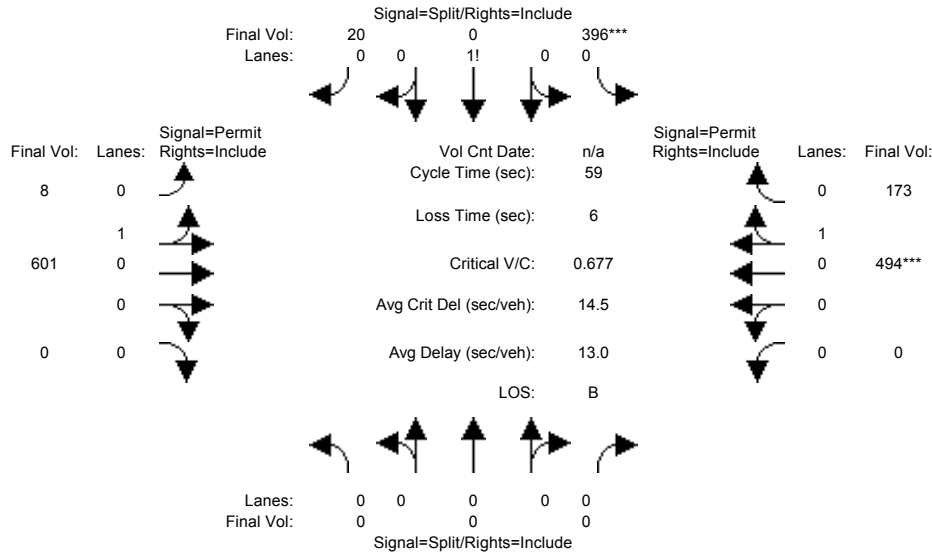 Signal=Split/Rights=Include
Final Vol: 20 0 396***
Lanes: 0 0 1! 0 0
Signal=Permit
Final Vol: Lanes: Rights=Include
Vol Cnt Date: n/a
Signal=Permit
Rights=Include Lanes: Final Vol:
Cycle Time (sec): 59
8 0
0 173
Loss Time (sec): 6
1
1
601 0
Critical V/C: 0.677
0 494***
0
Avg Crit Del (sec/veh): 14.5
0
0 0
Avg Delay (sec/veh): 13.0
0 0
LOS: B
Lanes: 0 0 0 0 0
Final Vol: 0 0 0
Signal=Split/Rights=Include